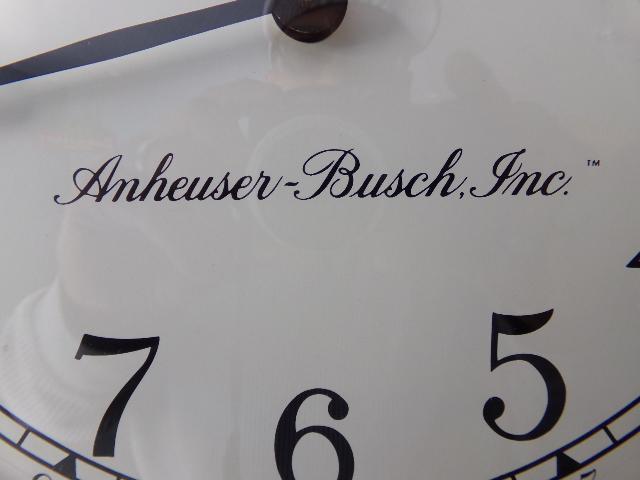 Anheuser-Busch, Inc.™
7 6 5